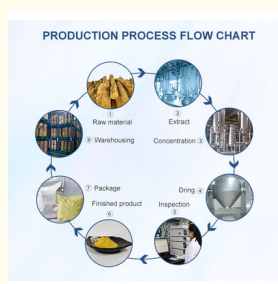 PRODUCTION PROCESS FLOW CHART
①
Raw material
②
Extract
Concentration ③
Dring ④
Inspection
⑤
Finished product
⑥
⑦ Package
⑧ Warehousing